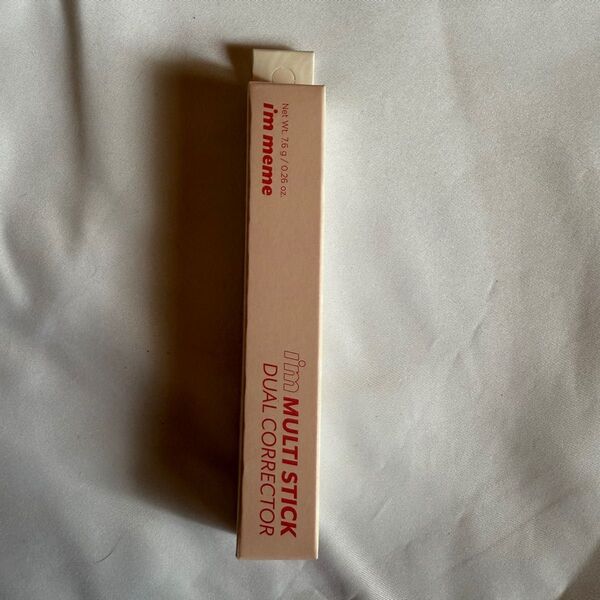 Net Wt. 7.6 g / 0.26 oz.
i'm meme
i'm MULTI STICK
DUAL CORRECTOR